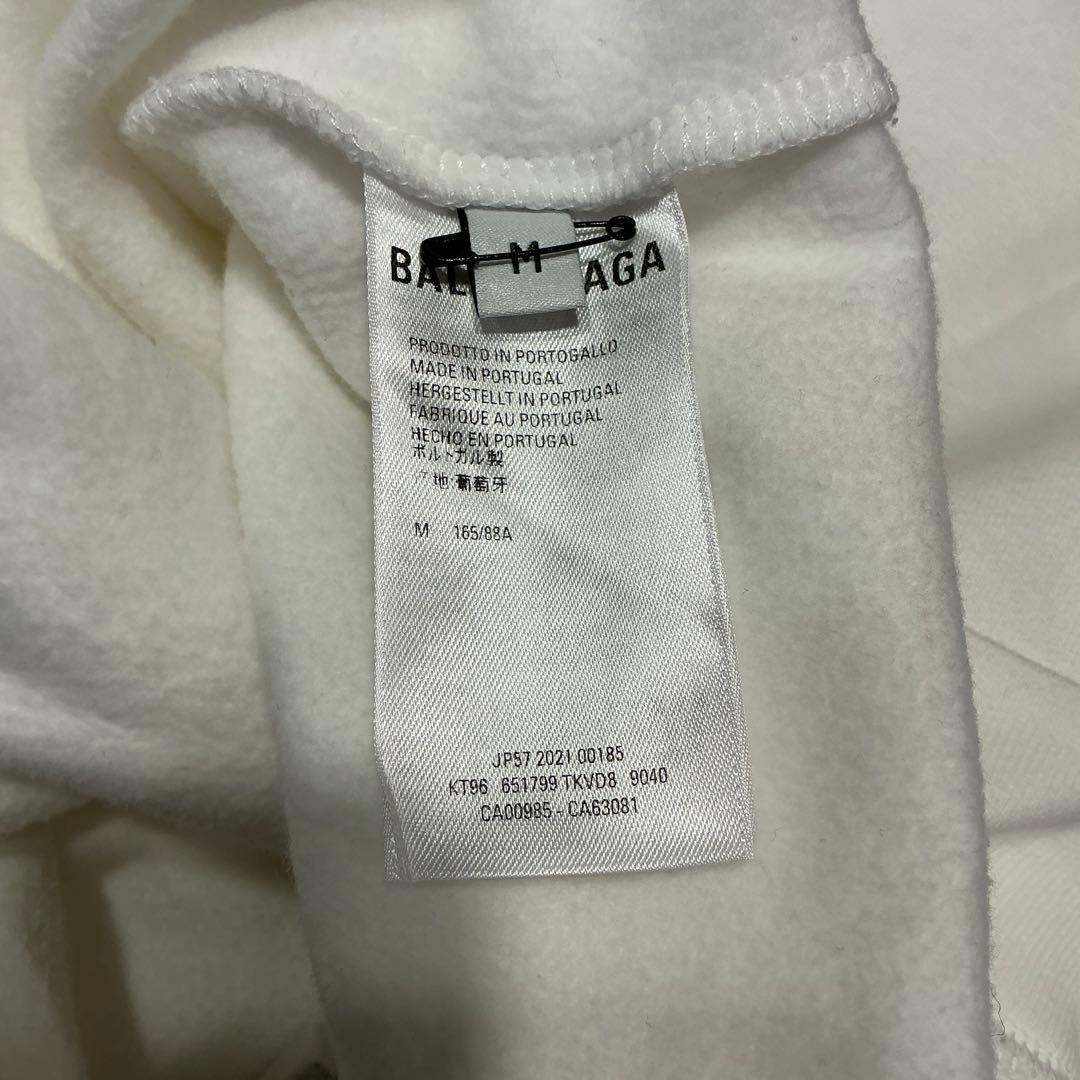 M
BAL AGA
PRODOTTO IN PORTOGALLO
MADE IN PORTUGAL
HERGESTELLT IN PORTUGAL
FABRIQUE AU PORTUGAL
HECHO EN PORTUGAL
ポルトガル製
地:葡萄牙
M 165/88A
JP57 2021 00185
KT96 651799 TKVD8 9040
CA00985 - CA63081